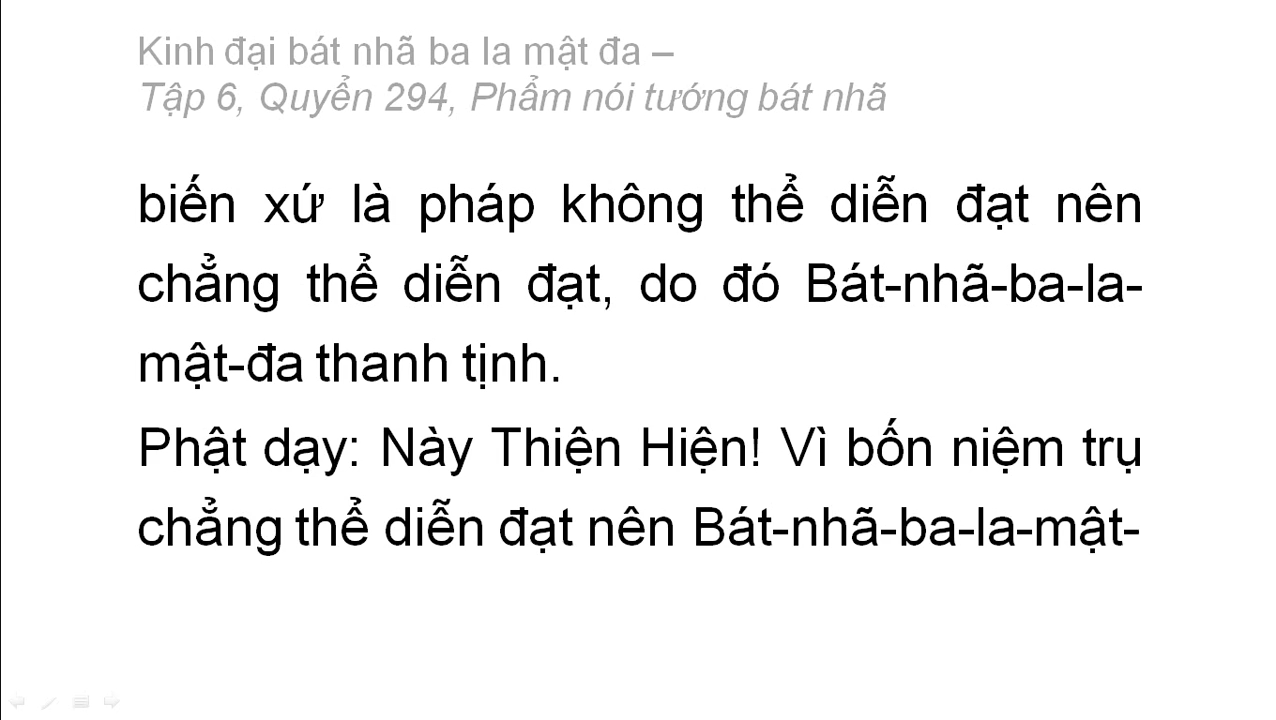 Kinh đại bát nhã ba la mật đa –
Tập 6, Quyển 294, Phẩm nói tướng bát nhã
biến xứ là pháp không thể diễn đạt nên
chẳng thể diễn đạt, do đó Bát-nhã-ba-la-
mật-đa thanh tịnh.
Phật dạy: Này Thiện Hiện! Vì bốn niệm trụ
chẳng thể diễn đạt nên Bát-nhã-ba-la-mật-